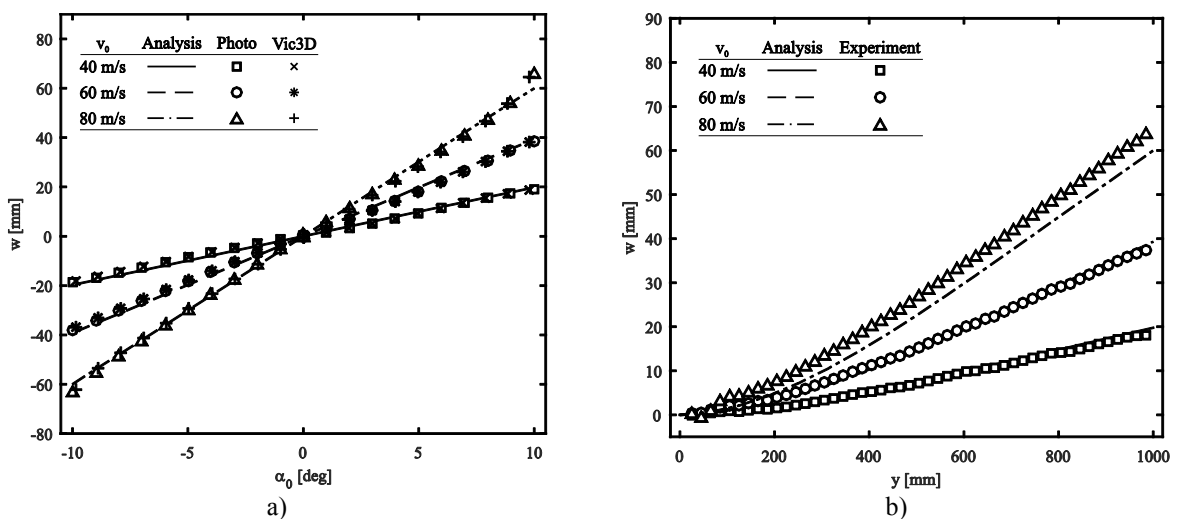 80
60
40
20
0
-20
-40
-60
-80
w [mm]
v0 Analysis Photo Vic3D
40 m/s
60 m/s
80 m/s
-10 -5 0 5 10
α0 [deg]
a)
90
80
70
60
50
40
30
20
10
0
w [mm]
v0 Analysis Experiment
40 m/s
60 m/s
80 m/s
0 200 400 600 800 1000
y [mm]
b)